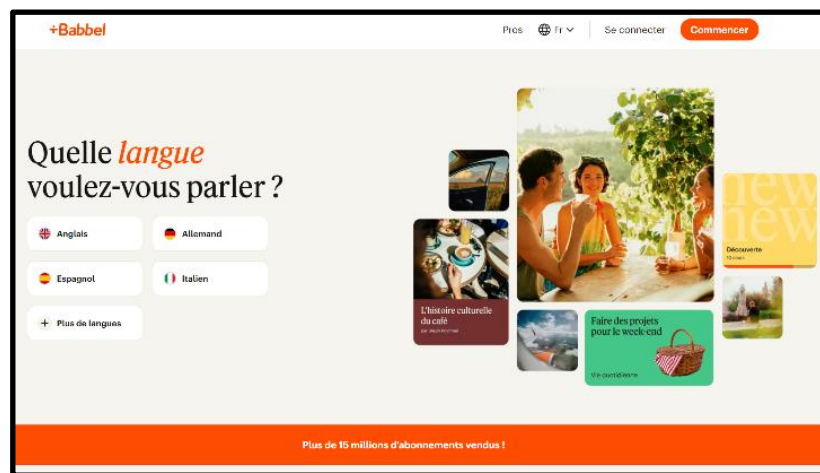 +Babbel
Pros
Fr
Se connecter
Commencer
Quelle langue
voulez-vous parler ?
Anglais
Allemand
Espagnol
Italien
+ Plus de langues
L'histoire culturelle
du café
new
new
Découverte
Faire des projets
pour le week-end
Vie quotidienne
Plus de 15 millions d'abonnements vendus !